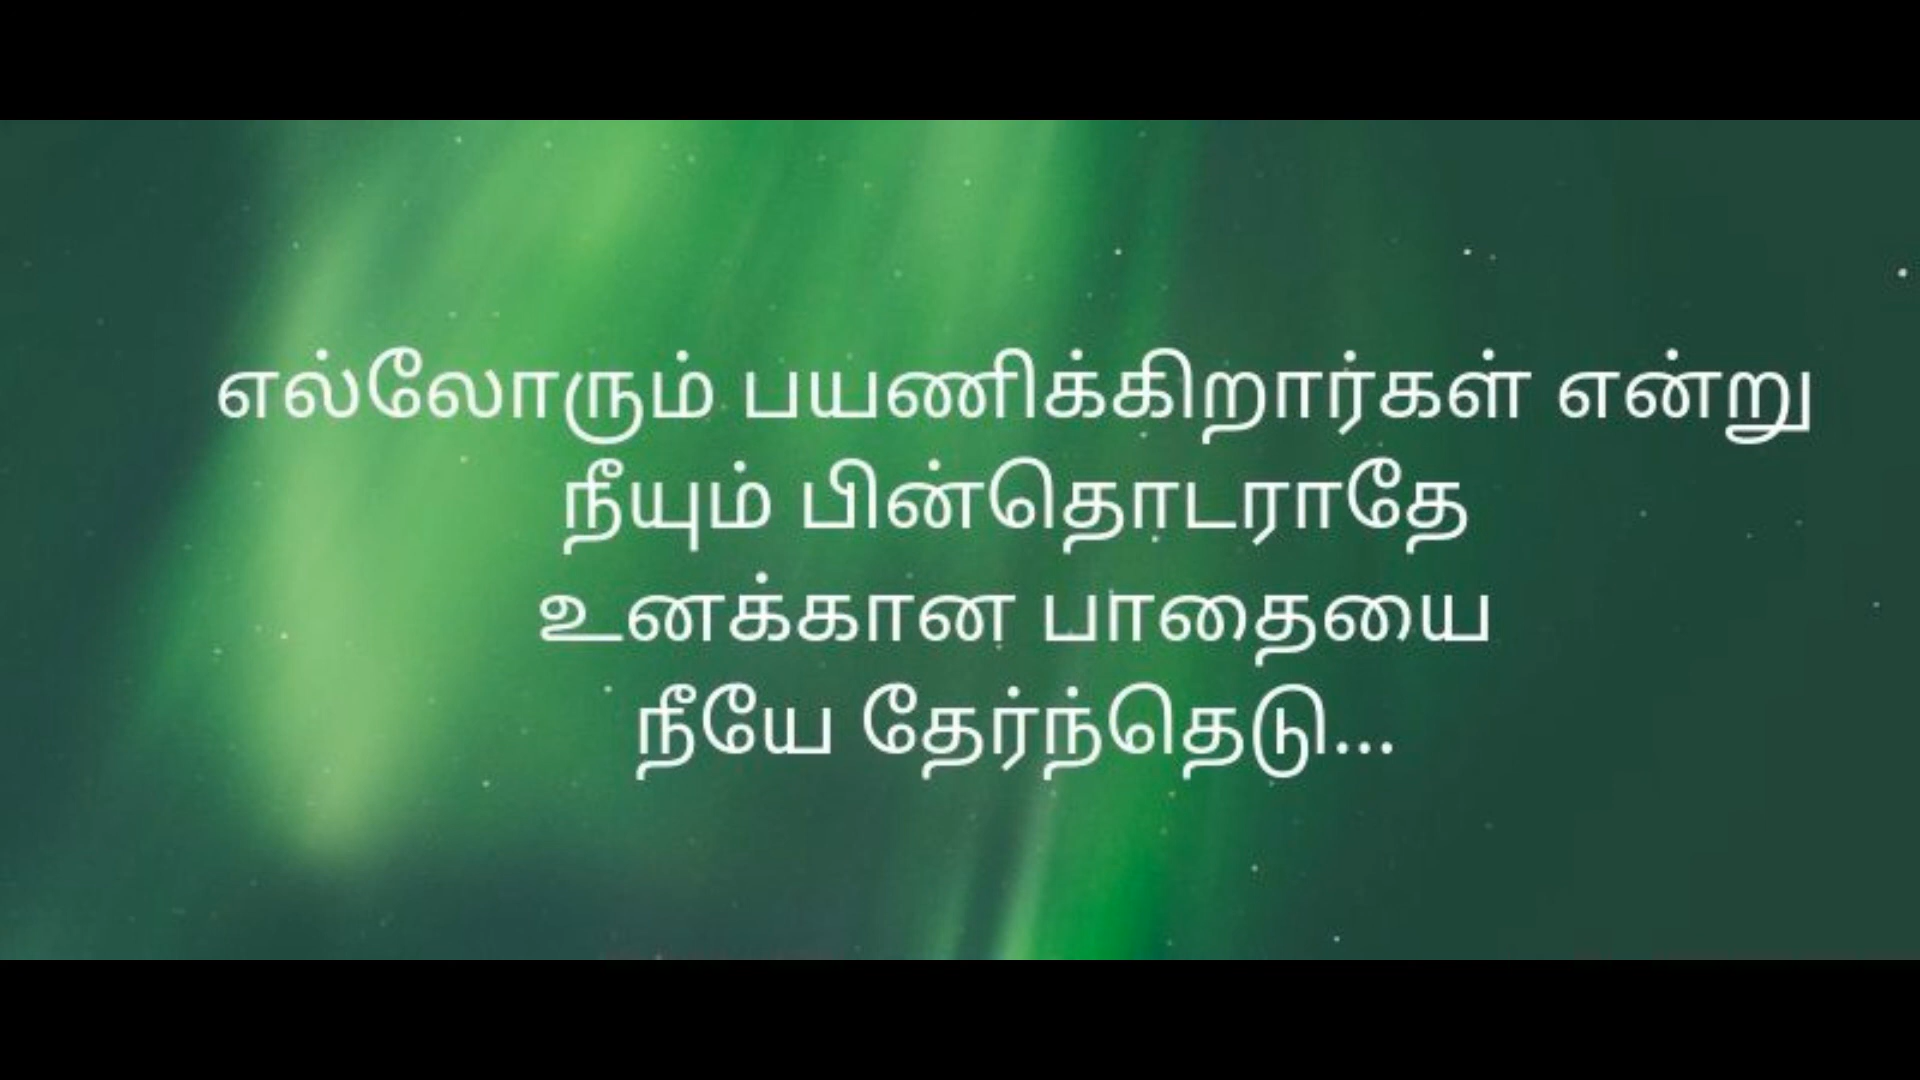 எல்லோரும் பயணிக்கிறார்கள் என்று
நீயும் பின்தொடராதே
உனக்கான பாதையை
நீயே தேர்ந்தெடு...